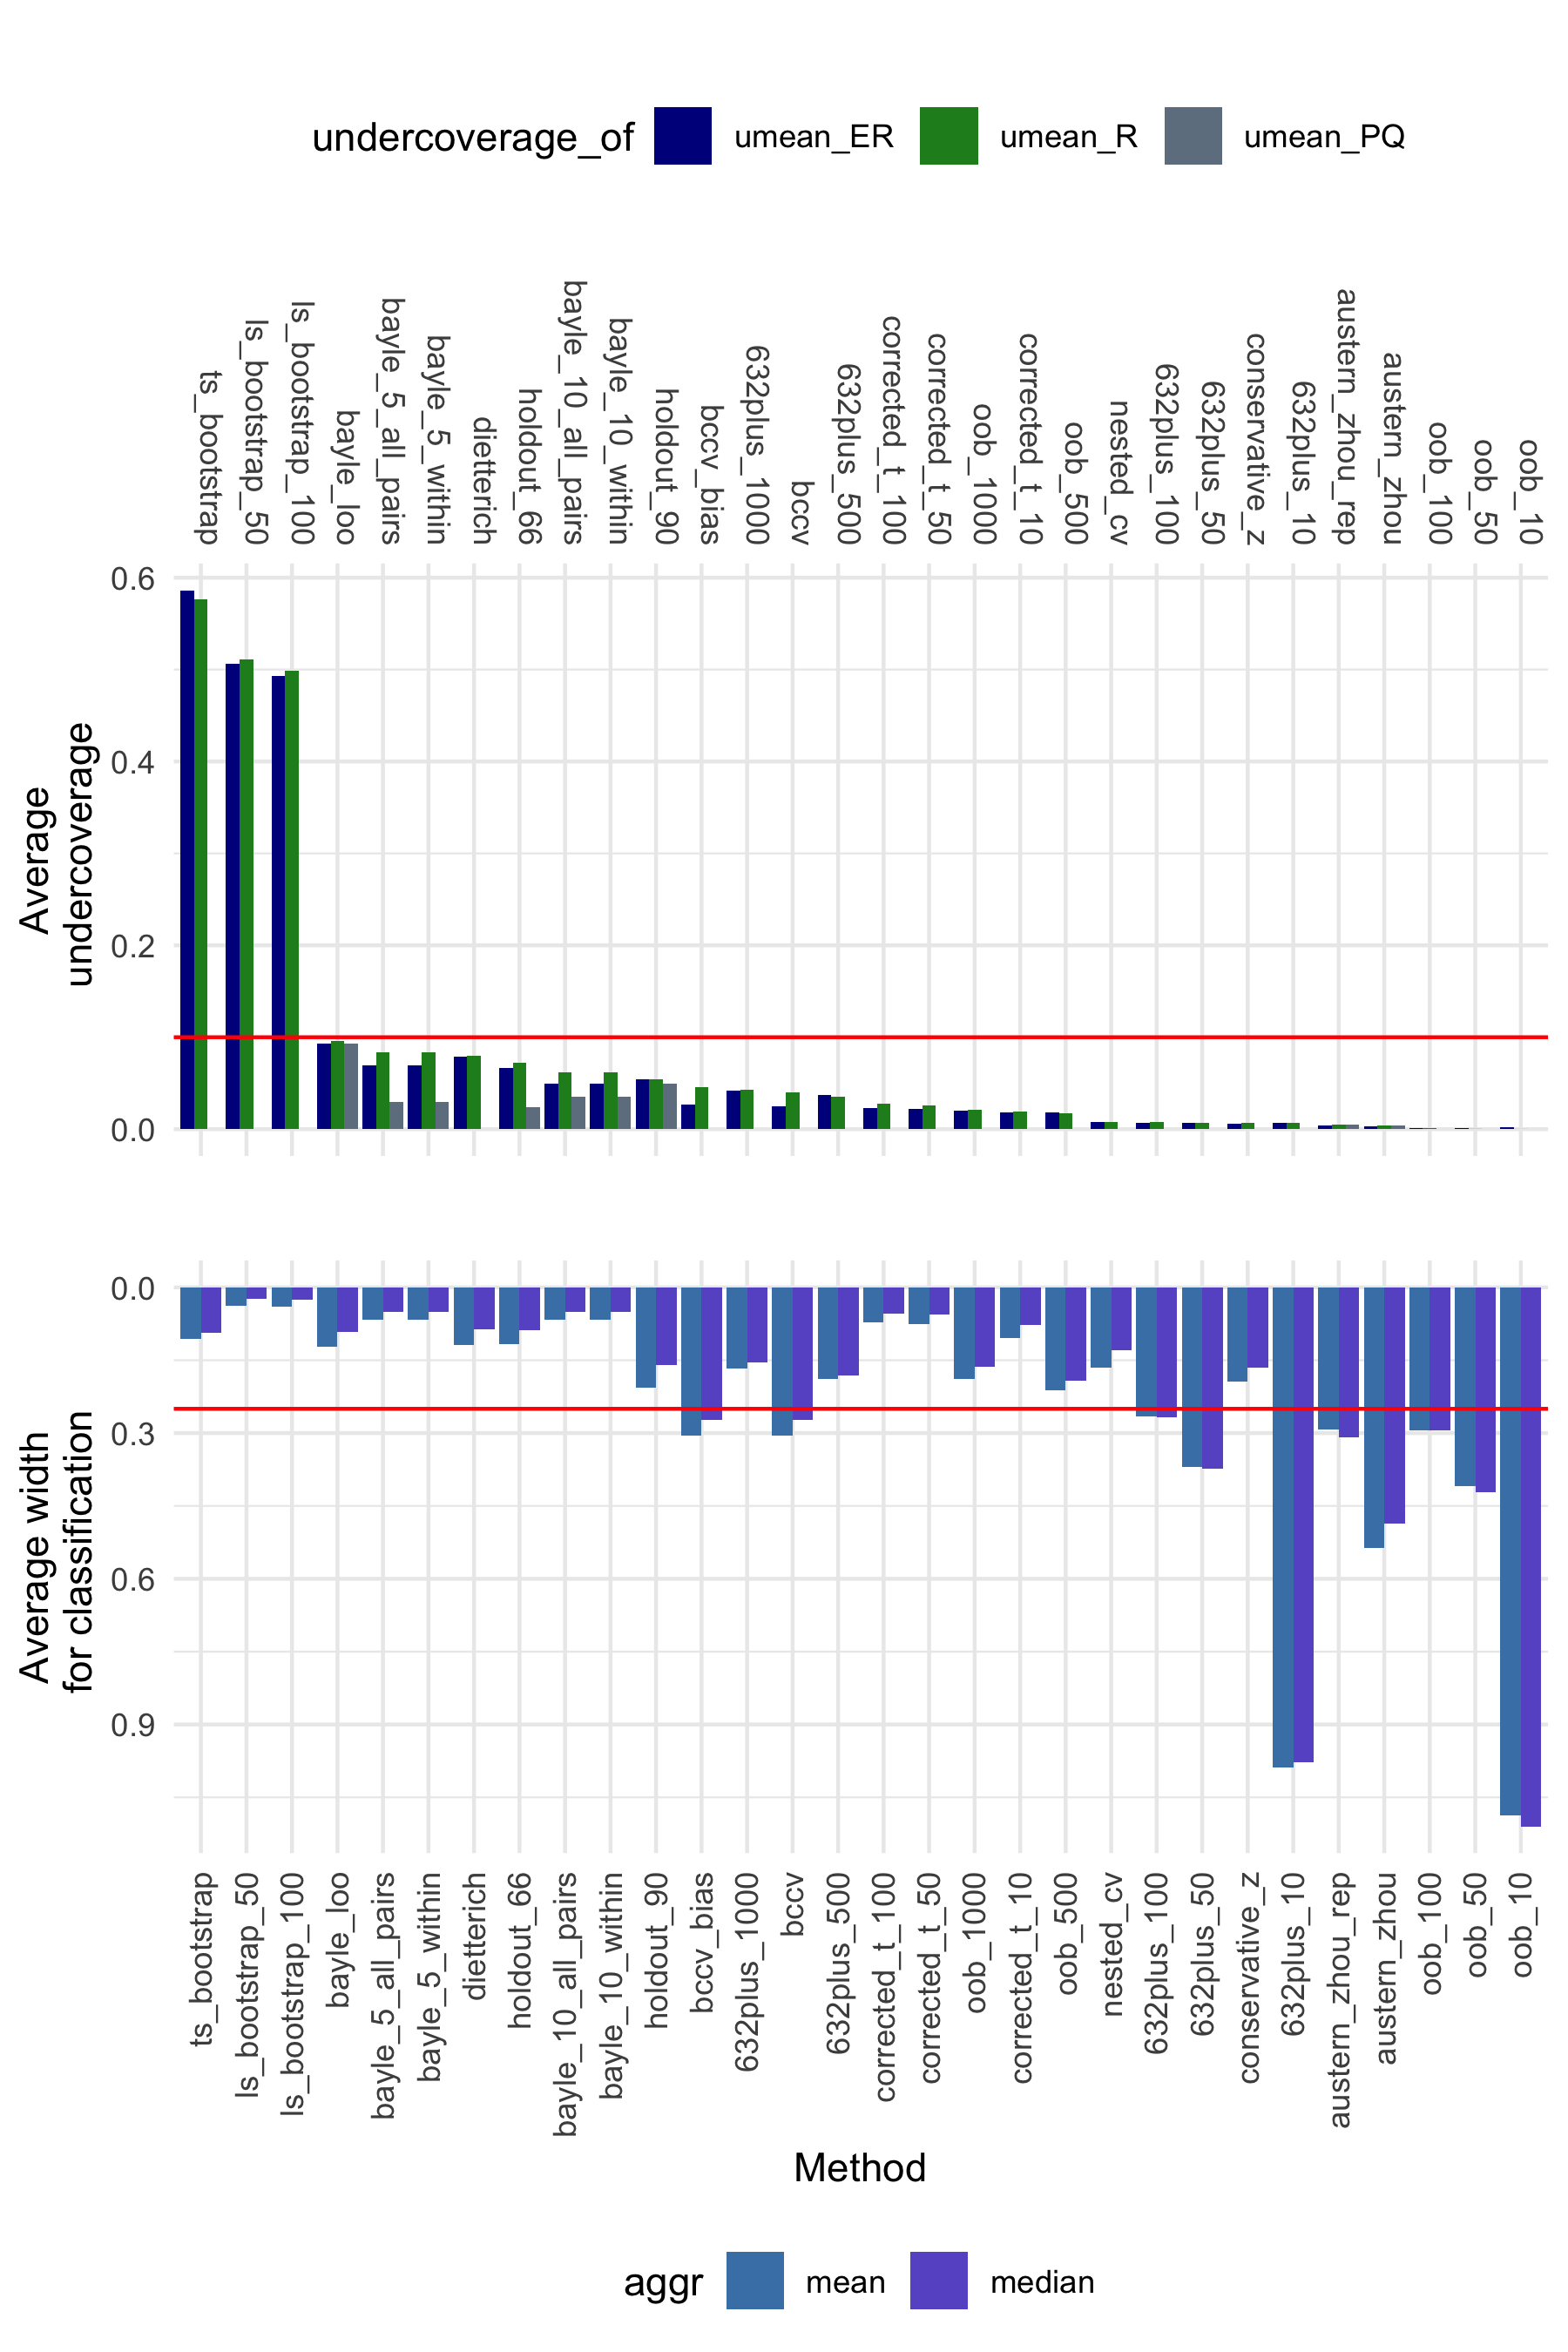 undercoverage_of umean_ER umean_R umean_PQ
ts_bootstrap
ls_bootstrap_50
ls_bootstrap_100
bayle_loo
bayle_5_all_pairs
bayle_5_within
dietterich
holdout_66
bayle_10_all_pairs
bayle_10_within
holdout_90
bccv_bias
632plus_1000
bccv
632plus_500
corrected_t_100
corrected_t_50
oob_1000
corrected_t_10
oob_500
nested_cv
632plus_100
632plus_50
conservative_z
632plus_10
austern_zhou_rep
austern_zhou
oob_100
oob_50
oob_10
Average
undercoverage
0.6
0.4
0.2
0.0
Average width
for classification
0.0
0.3
0.6
0.9
ts_bootstrap
ls_bootstrap_50
ls_bootstrap_100
bayle_loo
bayle_5_all_pairs
bayle_5_within
dietterich
holdout_66
bayle_10_all_pairs
bayle_10_within
holdout_90
bccv_bias
632plus_1000
bccv
632plus_500
corrected_t_100
corrected_t_50
oob_1000
corrected_t_10
oob_500
nested_cv
632plus_100
632plus_50
conservative_z
632plus_10
austern_zhou_rep
austern_zhou
oob_100
oob_50
oob_10
Method
aggr mean median